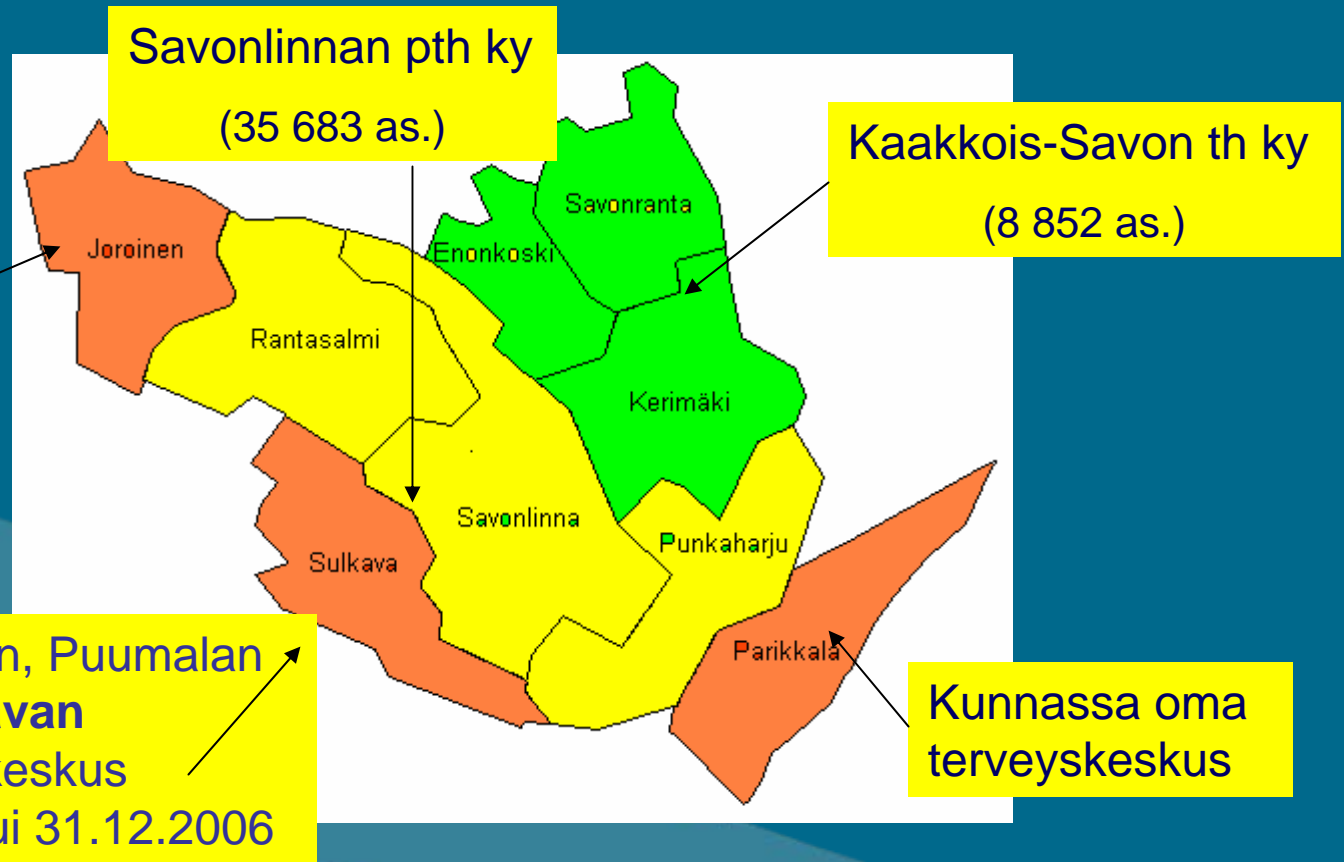 Savonlinnan pth ky
(35 683 as.)
Kaakkois-Savon th ky
(8 852 as.)
Savonranta
Joroinen
Enonkoski
Rantasalmi
Kerimäki
Savonlinna
Punkaharju
Sulkava
Parikkala
n, Puumalan
avan
keskus
ui 31.12.2006
Kunnassa oma
terveyskeskus